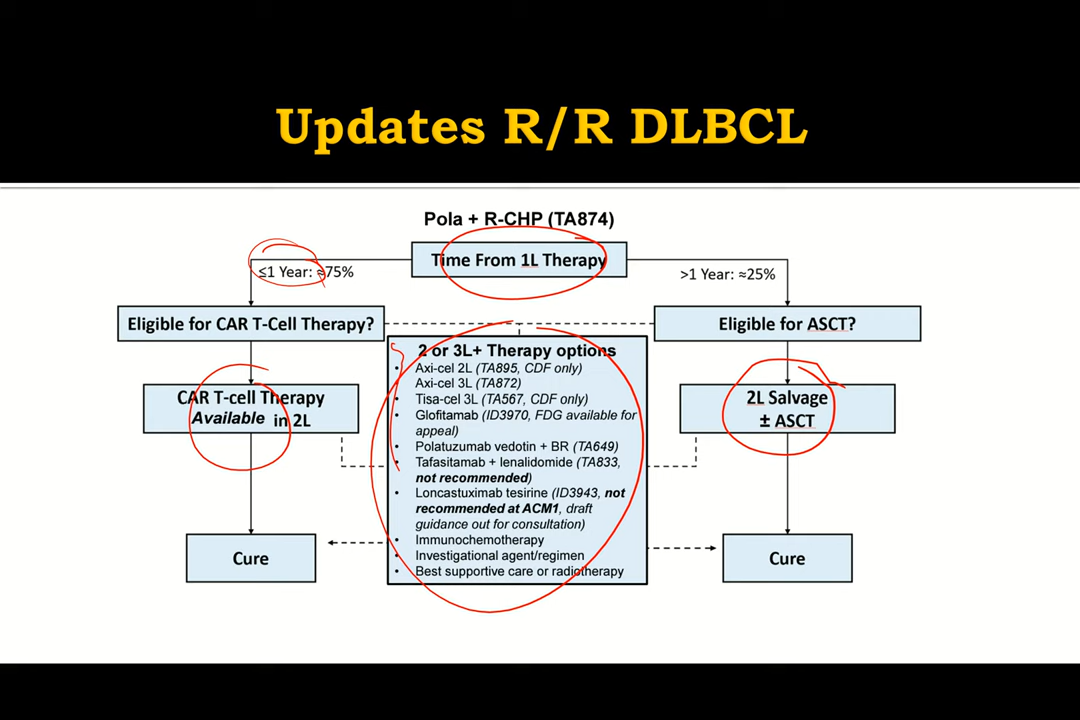 Updates R/R DLBCL
Pola + R-CHP (TA874)
Time From 1L Therapy
≤1 Year: ≈75%
>1 Year: ≈25%
Eligible for CAR T-Cell Therapy?
Eligible for ASCT?
CAR T-cell Therapy
Available in 2L
2L Salvage
± ASCT
2 or 3L+ Therapy options
• Axi-cel 2L (TA895, CDF only)
Axi-cel 3L (TA872)
• Tisa-cel 3L (TA567, CDF only)
• Glofitamab (ID3970, FDG available for
appeal)
• Polatuzumab vedotin + BR (TA649)
• Tafasitamab + lenalidomide (TA833,
not recommended)
• Loncastuximab tesirine (ID3943, not
recommended at ACM1, draft
guidance out for consultation)
• Immunochemotherapy
• Investigational agent/regimen
• Best supportive care or radiotherapy
Cure
Cure